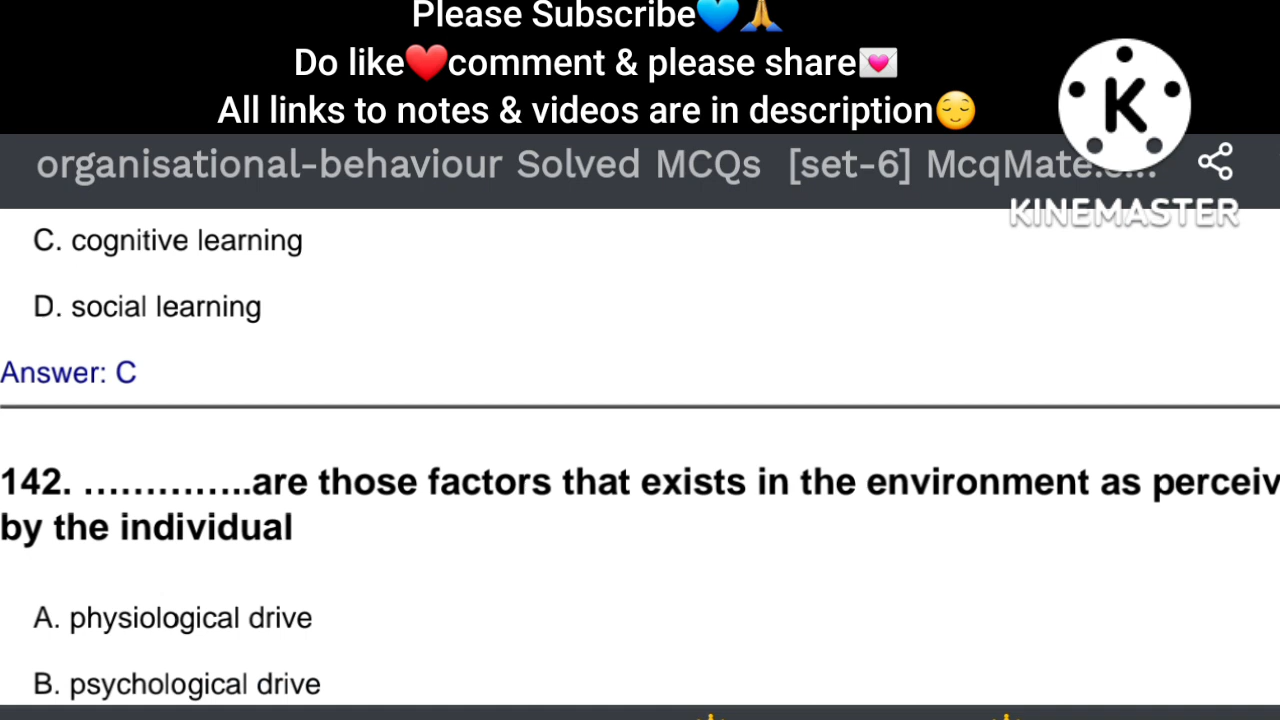 Please Subscribe💙🙏
Do like❤️comment & please share💌
All links to notes & videos are in description😌
K
organisational-behaviour Solved MCQs [set-6] McqMate.c...
KINEMASTER
C. cognitive learning
D. social learning
Answer: C
142. …………..are those factors that exists in the environment as perceiv
by the individual
A. physiological drive
B. psychological drive